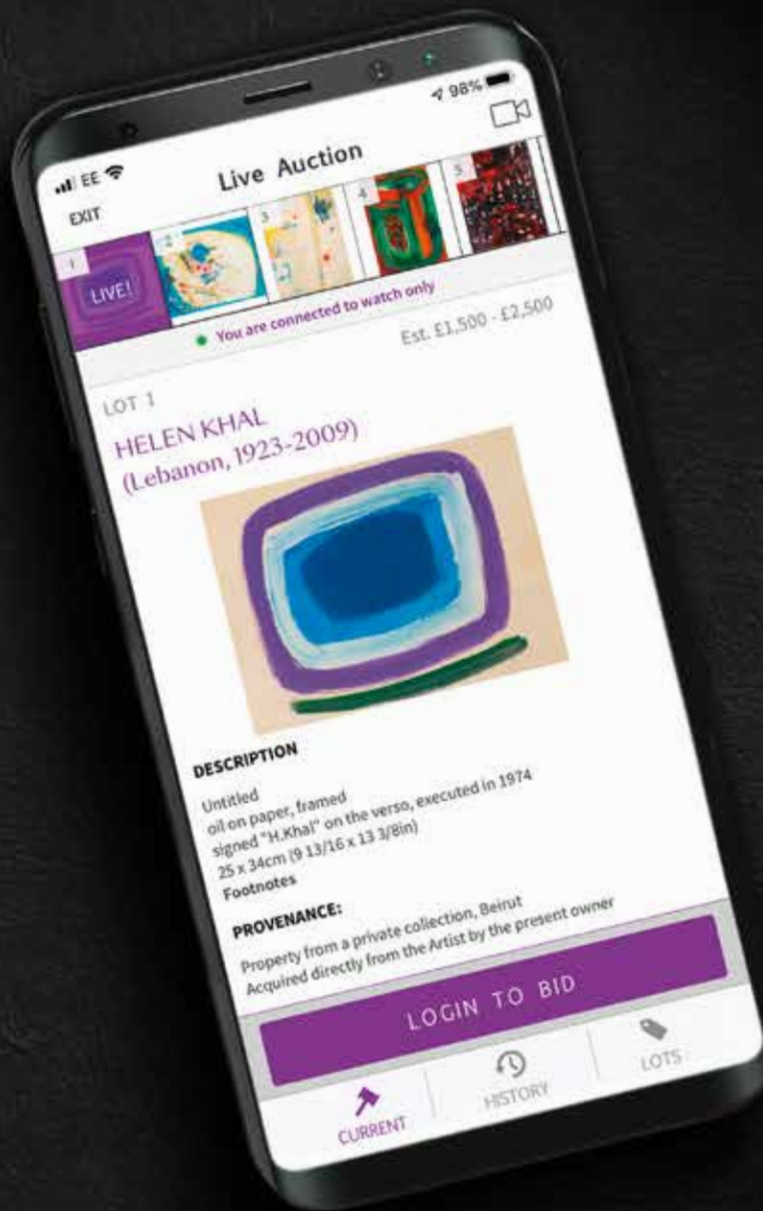 EE
98%
EXIT
Live Auction
1
2
3
4
5
LIVE!
You are connected to watch only
LOT 1
Est. £1,500 - £2,500
HELEN KHAL
(Lebanon, 1923-2009)
DESCRIPTION
Untitled
oil on paper, framed
signed "H.Khal" on the verso, executed in 1974
25 x 34cm (9 13/16 x 13 3/8in)
Footnotes
PROVENANCE:
Property from a private collection, Beirut
Acquired directly from the Artist by the present owner
LOGIN TO BID
CURRENT
HISTORY
LOTS